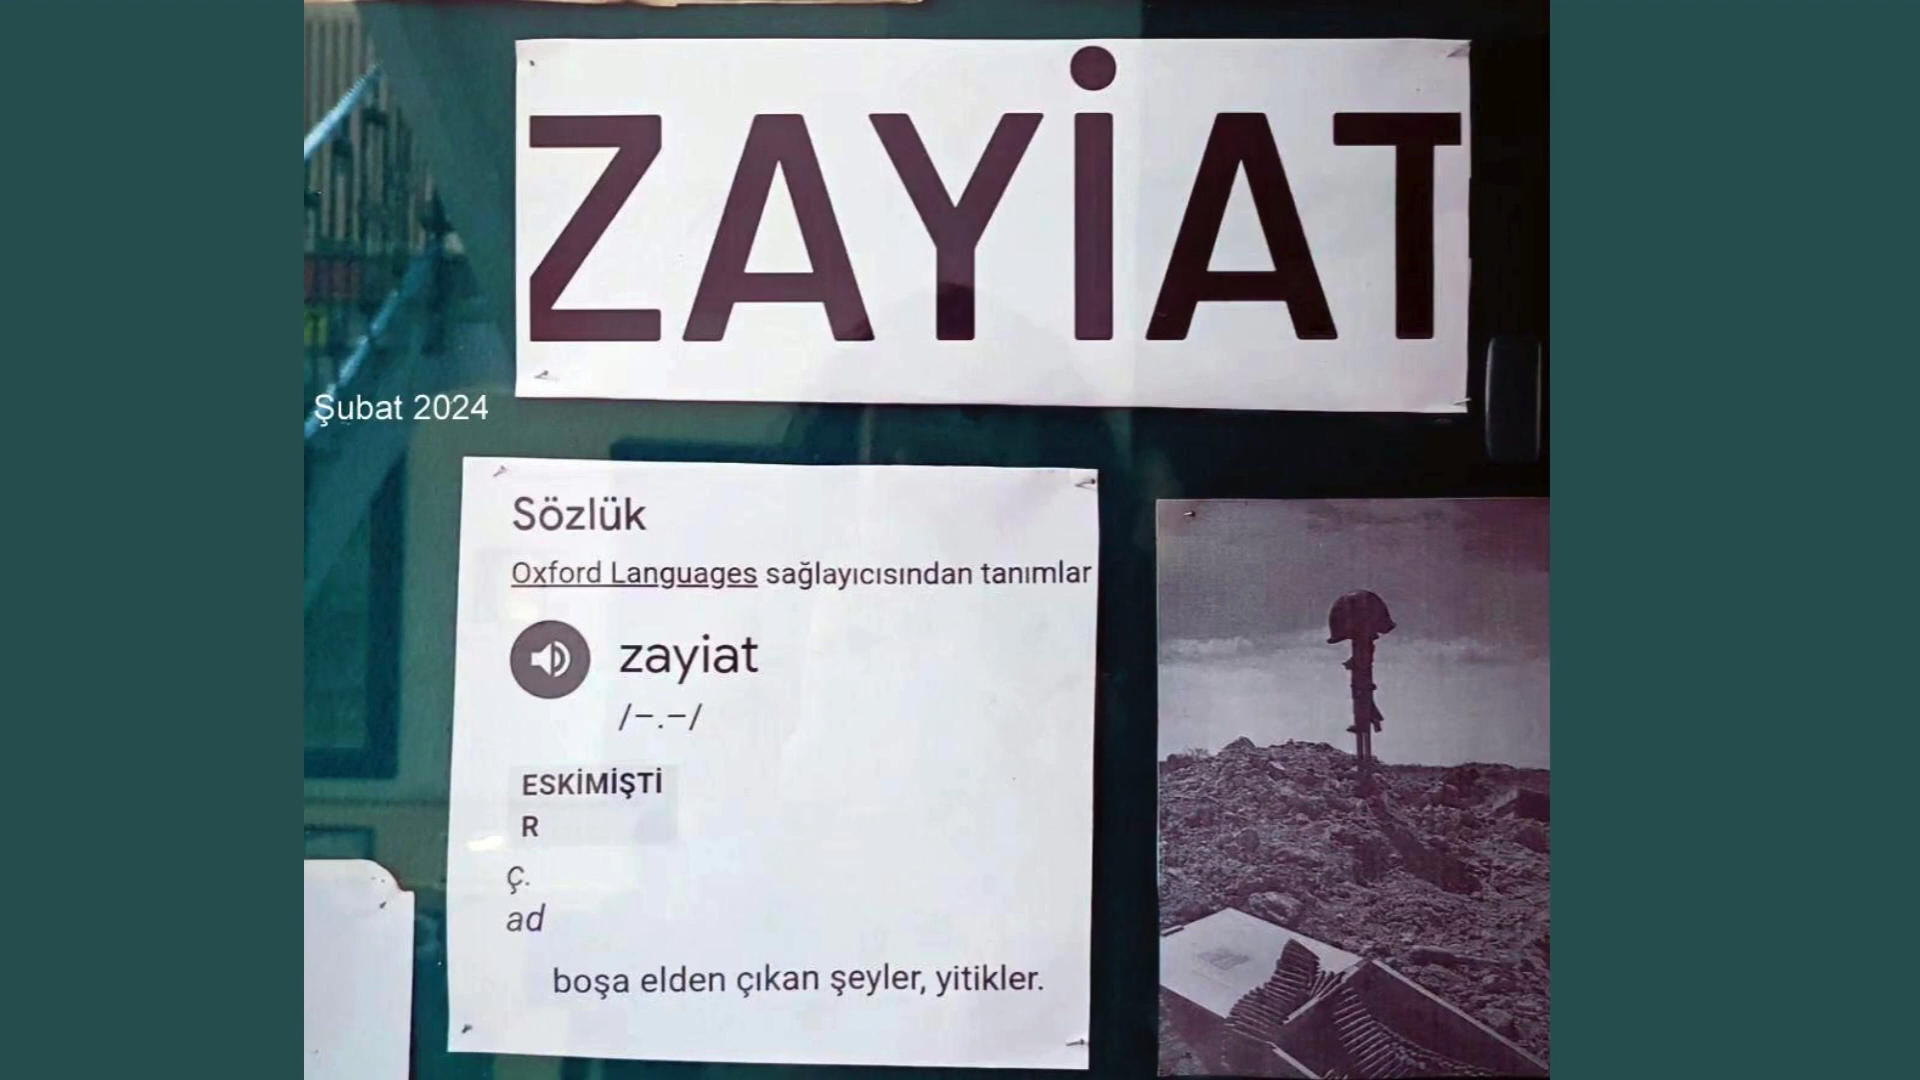 ZAYİAT
Şubat 2024
Sözlük
Oxford Languages sağlayıcısından tanımlar
zayiat
/–.–/
ESKİMİŞTİ
R
Ç.
ad
boşa elden çıkan şeyler, yitikler.